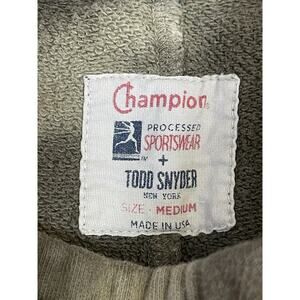 Champion
PROCESSED
SPORTSWEAR
+
TODD SNYDER
NEW YORK
SIZE · MEDIUM
MADE IN USA